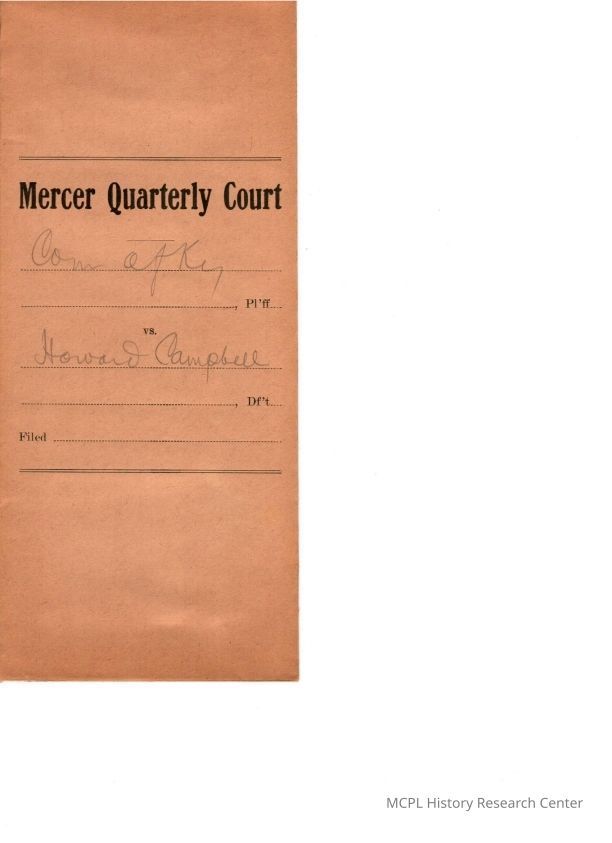 Mercer Quarterly Court
Com of Ky
, Pl'ff
vs.
Howard Campbell
, Df't
Filed
MCPL History Research Center